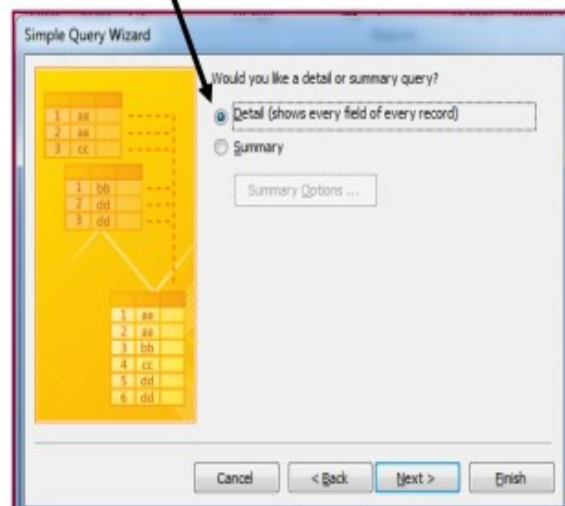 Simple Query Wizard
Would you like a detail or summary query?
Detail (shows every field of every record)
Summary
Summary Options ...
1 aa
2 aa
3 cc
1 bb
2 dd
3 dd
1 aa
2 aa
3 bb
4 cc
5 dd
6 dd
Cancel
< Back
Next >
Finish